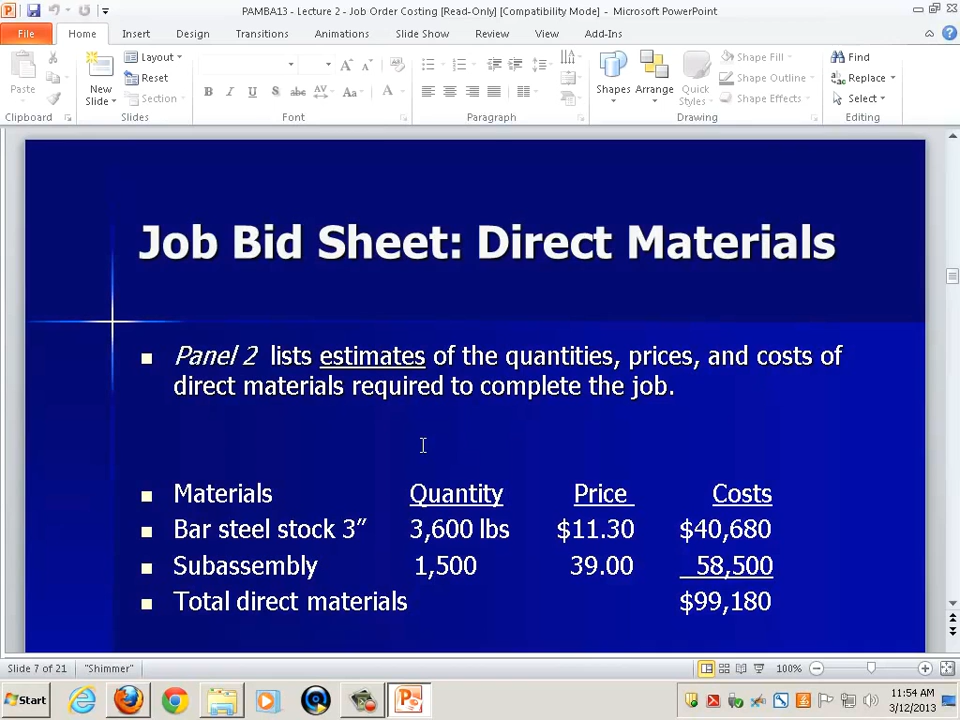 PAMBA13 - Lecture 2 - Job Order Costing [Read-Only] [Compatibility Mode] - Microsoft PowerPoint
File Home Insert Design Transitions Animations Slide Show Review View Add-Ins
Paste
New Slide
Layout
Reset
Section
B I U S abc AV Aa A
Shapes
Arrange
Quick Styles
Shape Fill
Shape Outline
Shape Effects
Find
Replace
Select
Clipboard Slides Font Paragraph Drawing Editing
Job Bid Sheet: Direct Materials
Panel 2 lists estimates of the quantities, prices, and costs of
direct materials required to complete the job.
Materials Quantity Price Costs
Bar steel stock 3” 3,600 lbs $11.30 $40,680
Subassembly 1,500 39.00 58,500
Total direct materials $99,180
Slide 7 of 21 "Shimmer" 100%
Start
11:54 AM
3/12/2013